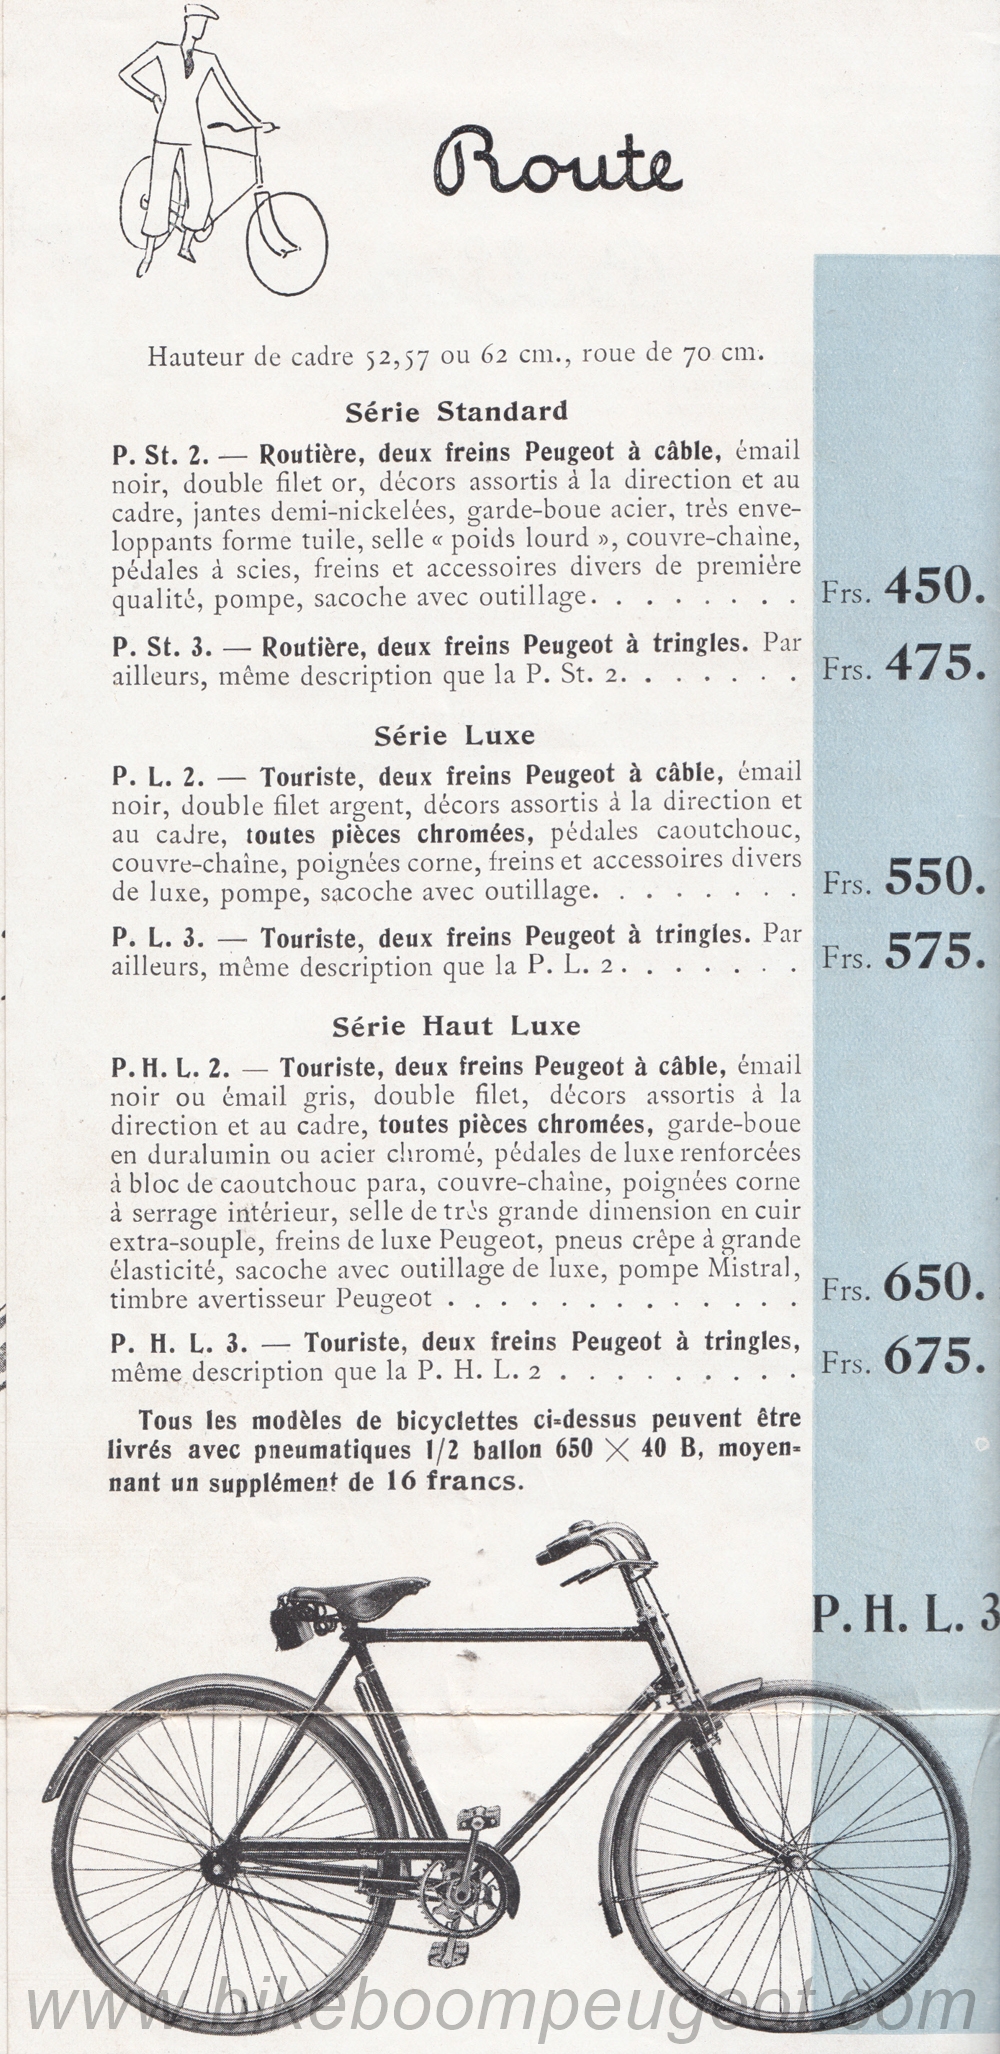 Route
Hauteur de cadre 52,57 ou 62 cm., roue de 70 cm.
Série Standard
P. St. 2. — Routière, deux freins Peugeot à câble, émail
noir, double filet or, décors assortis à la direction et au
cadre, jantes demi-nickelées, garde-boue acier, très enve-
loppants forme tuile, selle « poids lourd », couvre-chaîne,
pédales à scies, freins et accessoires divers de première
qualité, pompe, sacoche avec outillage. . . . . . . . Frs. 450.
P. St. 3. — Routière, deux freins Peugeot à tringles. Par
ailleurs, même description que la P. St. 2. . . . . . . Frs. 475.
Série Luxe
P. L. 2. — Touriste, deux freins Peugeot à câble, émail
noir, double filet argent, décors assortis à la direction et
au cadre, toutes pièces chromées, pédales caoutchouc,
couvre-chaîne, poignées corne, freins et accessoires divers
de luxe, pompe, sacoche avec outillage. . . . . . . . Frs. 550.
P. L. 3. — Touriste, deux freins Peugeot à tringles. Par
ailleurs, même description que la P. L. 2. . . . . . . Frs. 575.
Série Haut Luxe
P. H. L. 2. — Touriste, deux freins Peugeot à câble, émail
noir ou émail gris, double filet, décors assortis à la
direction et au cadre, toutes pièces chromées, garde-boue
en duralumin ou acier chromé, pédales de luxe renforcées
à bloc de caoutchouc para, couvre-chaîne, poignées corne
à serrage intérieur, selle de très grande dimension en cuir
extra-souple, freins de luxe Peugeot, pneus crêpe à grande
élasticité, sacoche avec outillage de luxe, pompe Mistral,
timbre avertisseur Peugeot . . . . . . . . . . . . . Frs. 650.
P. H. L. 3. — Touriste, deux freins Peugeot à tringles,
même description que la P. H. L. 2 . . . . . . . . . Frs. 675.
Tous les modèles de bicyclettes ci-dessus peuvent être
livrés avec pneumatiques 1/2 ballon 650 × 40 B, moyen-
nant un supplément de 16 francs.
P. H. L. 3
www.bikeboompeugeot.com